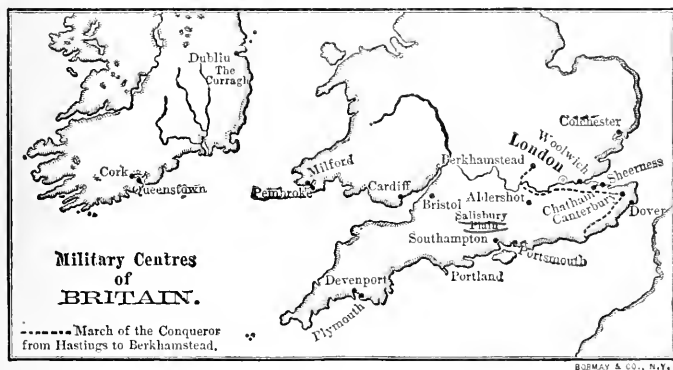 Dublin
The
Curragh
Cork
Queenstown
Milford
Pembroke
Cardiff
Bristol
Berkhamstead
London
Woolwich
Colchester
Sheerness
Chatham
Canterbury
Dover
Aldershot
Salisbury
Plain
Southampton
Portsmouth
Portland
Devenport
Plymouth
Military Centres
of
BRITAIN.
March of the Conqueror
from Hastings to Berkhamstead.
BORMAY & CO., N.Y.